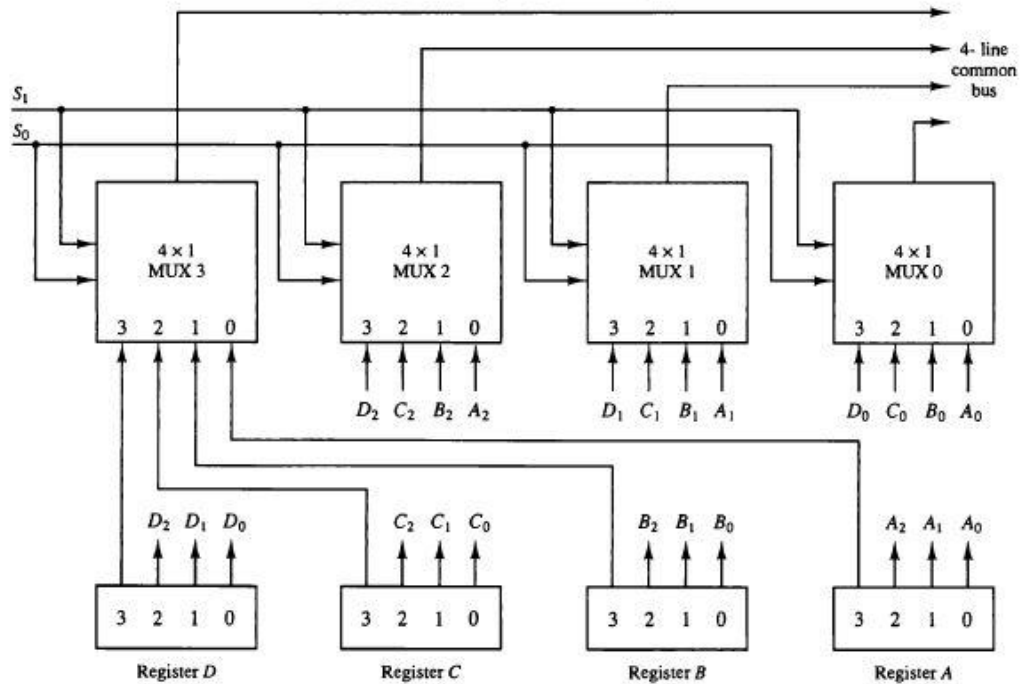 4- line
common
bus
S₁
S₀
4 × 1
MUX 3
4 × 1
MUX 2
4 × 1
MUX 1
4 × 1
MUX 0
3 2 1 0
3 2 1 0
3 2 1 0
3 2 1 0
D₂ C₂ B₂ A₂
D₁ C₁ B₁ A₁
D₀ C₀ B₀ A₀
D₂ D₁ D₀
C₂ C₁ C₀
B₂ B₁ B₀
A₂ A₁ A₀
3 2 1 0
3 2 1 0
3 2 1 0
3 2 1 0
Register D
Register C
Register B
Register A